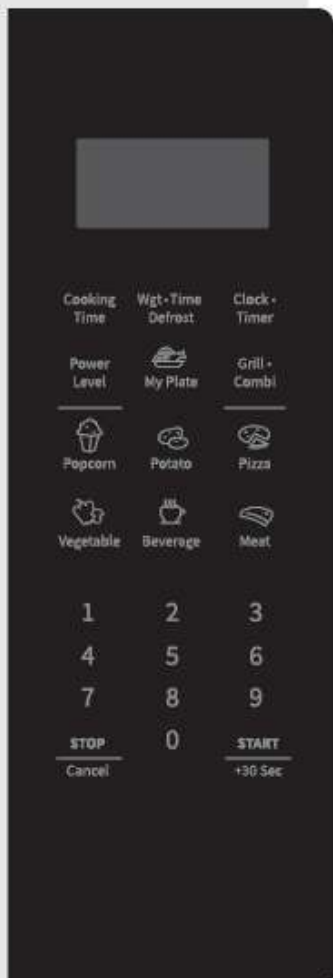 Cooking Time
Wgt•Time Defrost
Clock• Timer
Power Level
My Plate
Grill• Combi
Popcorn
Potato
Pizza
Vegetable
Beverage
Meat
1 2 3
4 5 6
7 8 9
STOP 0 START
Cancel +30 Sec